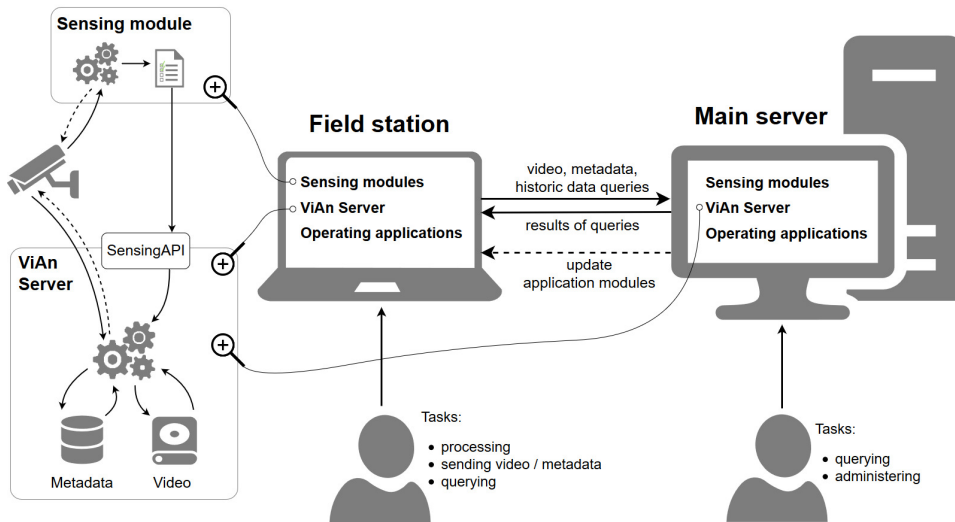 Sensing module
SensingAPI
ViAn
Server
Metadata
Video
Field station
Sensing modules
ViAn Server
Operating applications
video, metadata,
historic data queries
results of queries
update
application modules
Main server
Sensing modules
ViAn Server
Operating applications
Tasks:
processing
sending video / metadata
querying
Tasks:
querying
administering